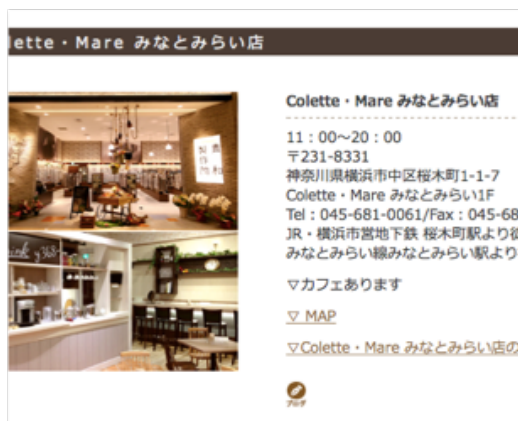 lette・Mare みなとみらい店
Colette・Mare みなとみらい店
11：00～20：00
〒231-8331
神奈川県横浜市中区桜木町1-1-7
Colette・Mare みなとみらい1F
Tel：045-681-0061/Fax：045-68
JR・横浜市営地下鉄 桜木町駅より
みなとみらい線みなとみらい駅より
▽カフェあります
▽ MAP
▽Colette・Mare みなとみらい店の
ブログ